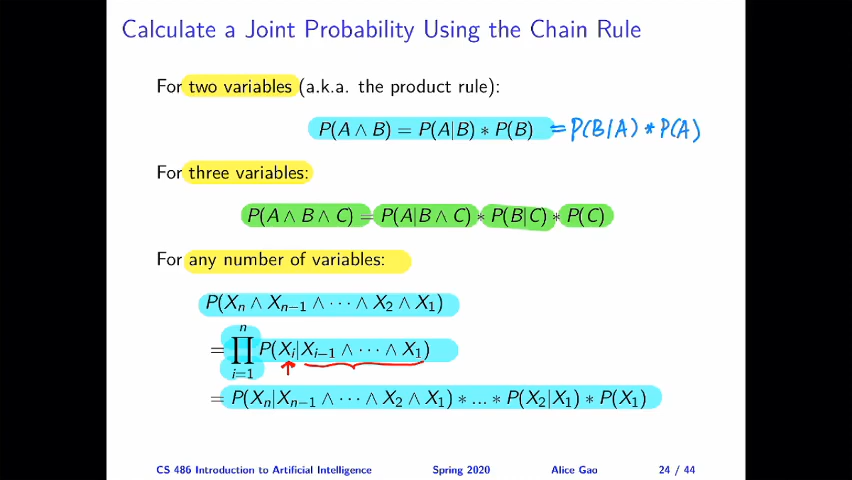 Calculate a Joint Probability Using the Chain Rule
For two variables (a.k.a. the product rule):
P(A ∧ B) = P(A|B) ∗ P(B) = P(B|A) * P(A)
For three variables:
P(A ∧ B ∧ C) = P(A|B ∧ C) ∗ P(B|C) ∗ P(C)
For any number of variables:
P(Xₙ ∧ Xₙ₋₁ ∧ ··· ∧ X₂ ∧ X₁)
= ∏ⁿᵢ₌₁ P(Xᵢ|Xᵢ₋₁ ∧ ··· ∧ X₁)
= P(Xₙ|Xₙ₋₁ ∧ ··· ∧ X₂ ∧ X₁) ∗ ... ∗ P(X₂|X₁) ∗ P(X₁)
CS 486 Introduction to Artificial Intelligence Spring 2020 Alice Gao 24 / 44